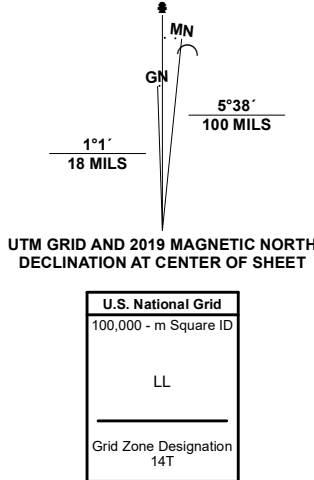 MN
GN
5°38´
100 MILS
1°1´
18 MILS
UTM GRID AND 2019 MAGNETIC NORTH
DECLINATION AT CENTER OF SHEET
U.S. National Grid
100,000 - m Square ID
LL
Grid Zone Designation
14T